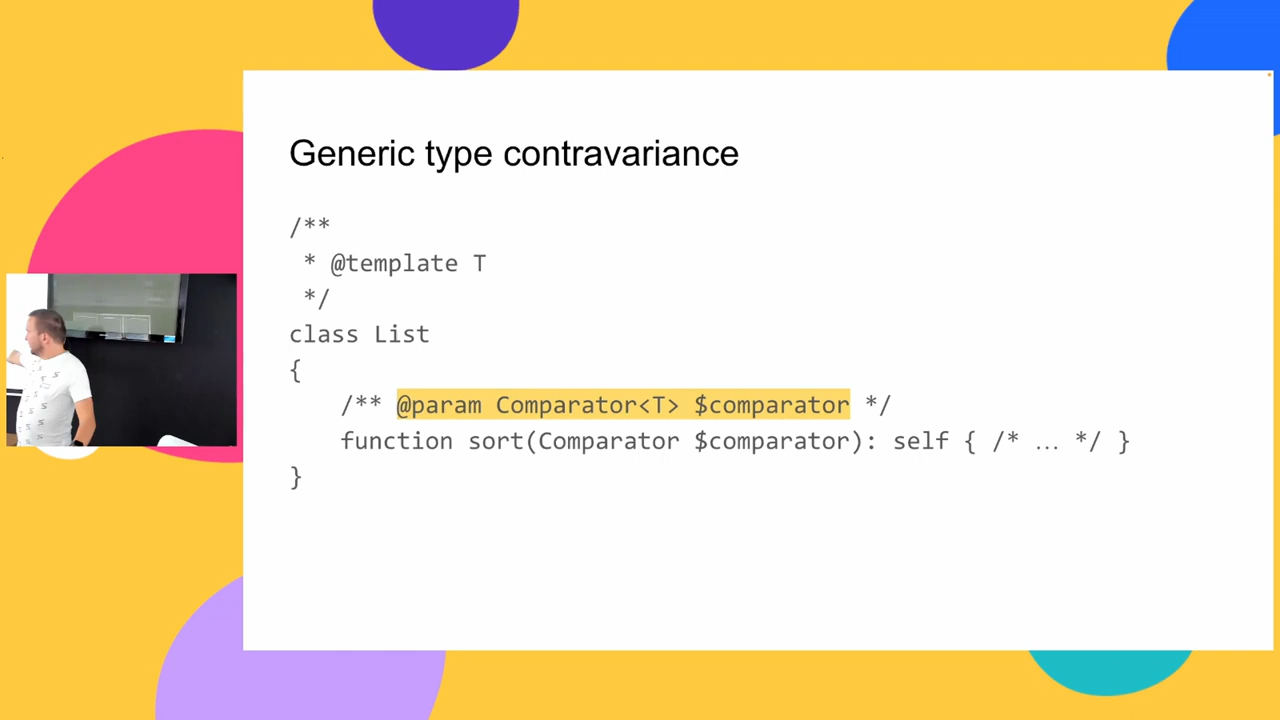 Generic type contravariance
/**
 * @template T
 */
class List
{
    /** @param Comparator<T> $comparator */
    function sort(Comparator $comparator): self { /* … */ }
}